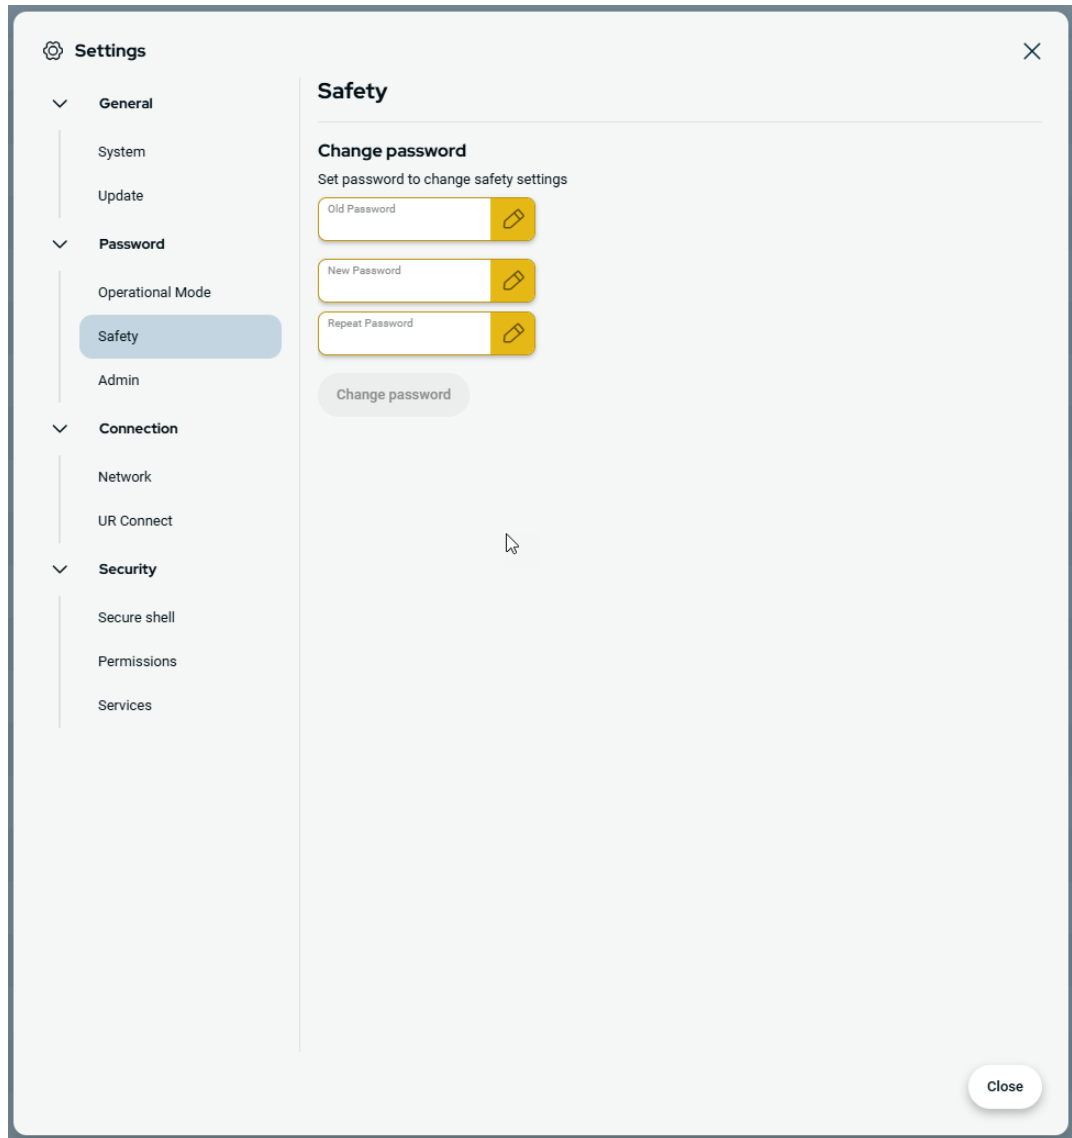 Settings
General
System
Update
Password
Operational Mode
Safety
Admin
Connection
Network
UR Connect
Security
Secure shell
Permissions
Services
Safety
Change password
Set password to change safety settings
Old Password
New Password
Repeat Password
Change password
Close